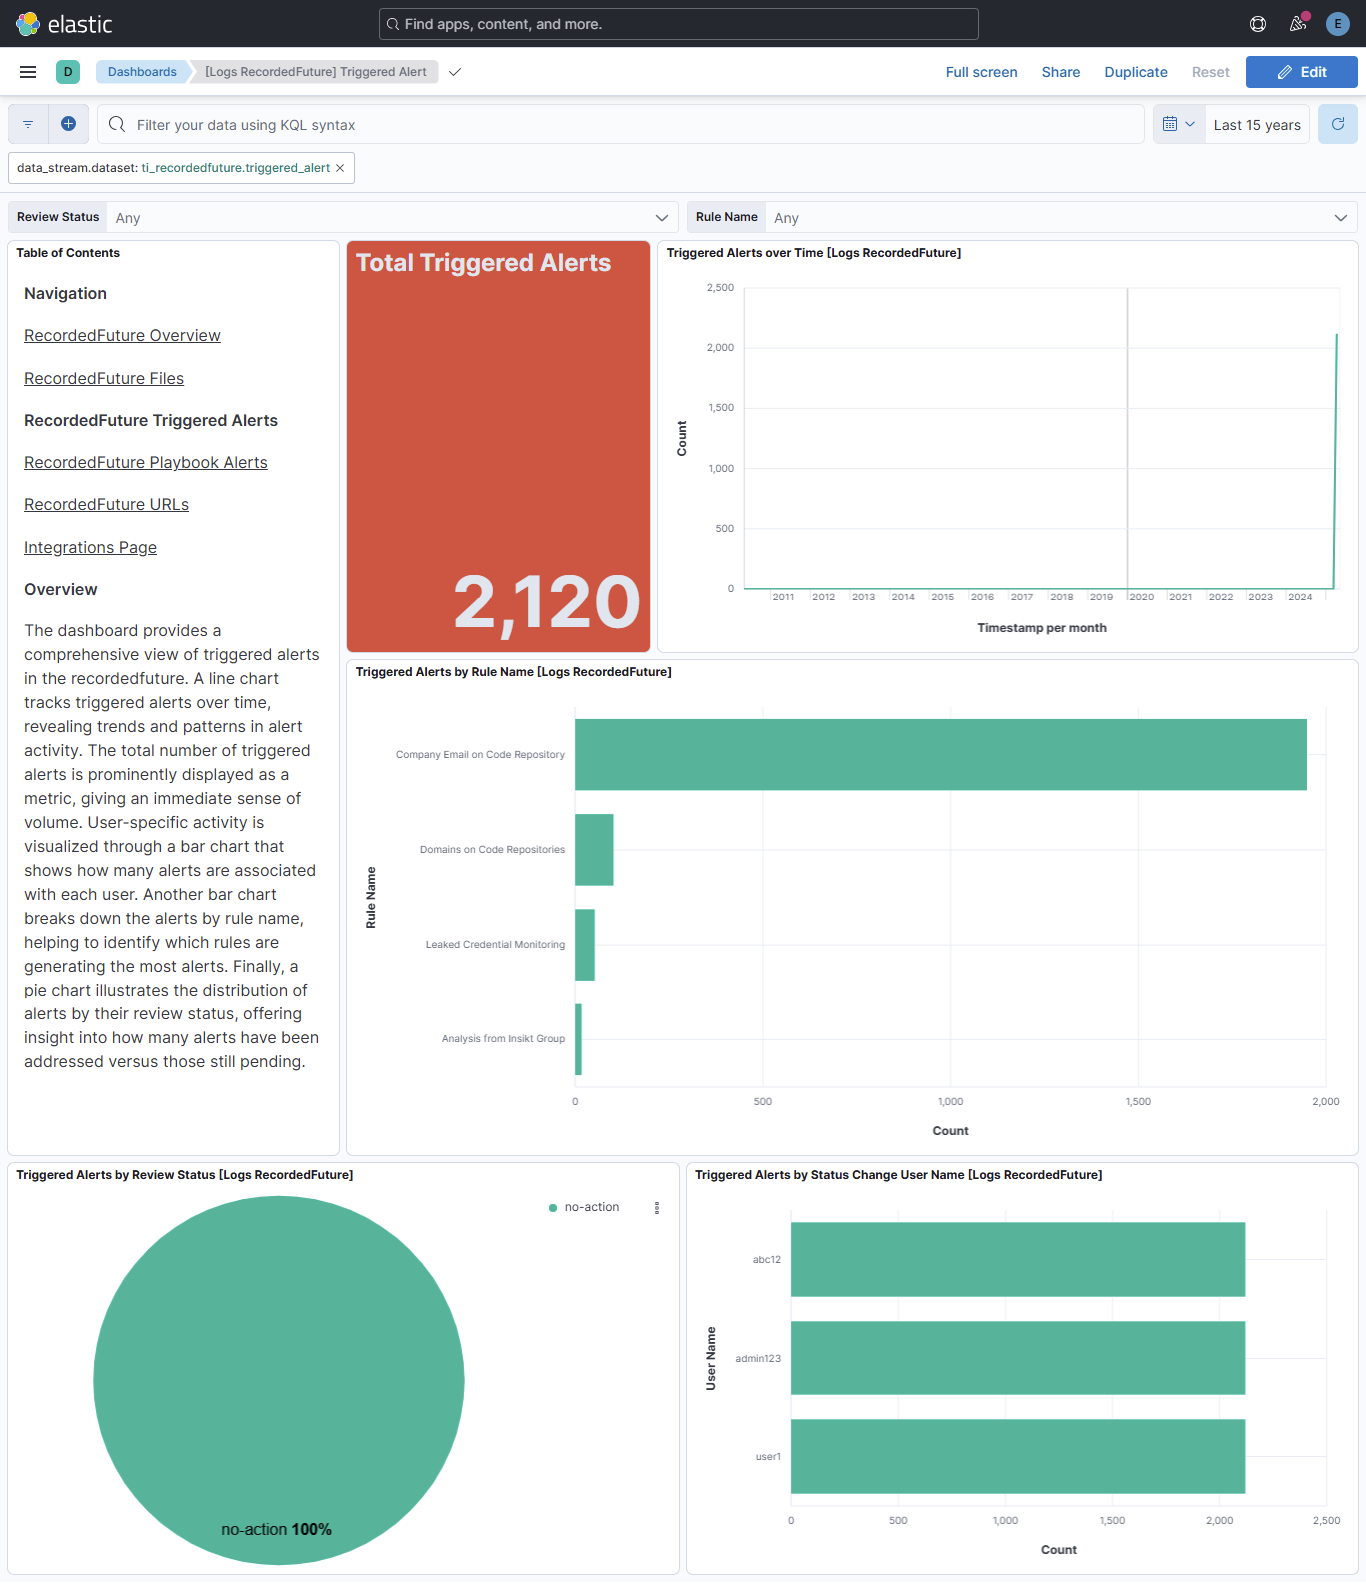 elastic
Find apps, content, and more.
E
D
Dashboards
[Logs RecordedFuture] Triggered Alert
Full screen
Share
Duplicate
Reset
Edit
Filter your data using KQL syntax
Last 15 years
data_stream.dataset: ti_recordedfuture.triggered_alert
Review Status
Any
Rule Name
Any
Table of Contents
Navigation
RecordedFuture Overview
RecordedFuture Files
RecordedFuture Triggered Alerts
RecordedFuture Playbook Alerts
RecordedFuture URLs
Integrations Page
Overview
The dashboard provides a
comprehensive view of triggered alerts
in the recordedfuture. A line chart
tracks triggered alerts over time,
revealing trends and patterns in alert
activity. The total number of triggered
alerts is prominently displayed as a
metric, giving an immediate sense of
volume. User-specific activity is
visualized through a bar chart that
shows how many alerts are associated
with each user. Another bar chart
breaks down the alerts by rule name,
helping to identify which rules are
generating the most alerts. Finally, a
pie chart illustrates the distribution of
alerts by their review status, offering
insight into how many alerts have been
addressed versus those still pending.
Total Triggered Alerts
2,120
Triggered Alerts over Time [Logs RecordedFuture]
2,500
2,000
1,500
1,000
500
0
Count
2011 2012 2013 2014 2015 2016 2017 2018 2019 2020 2021 2022 2023 2024
Timestamp per month
Triggered Alerts by Rule Name [Logs RecordedFuture]
Rule Name
Company Email on Code Repository
Domains on Code Repositories
Leaked Credential Monitoring
Analysis from Insikt Group
0 500 1,000 1,500 2,000
Count
Triggered Alerts by Review Status [Logs RecordedFuture]
no-action
no-action 100%
Triggered Alerts by Status Change User Name [Logs RecordedFuture]
User Name
abc12
admin123
user1
0 500 1,000 1,500 2,000 2,500
Count